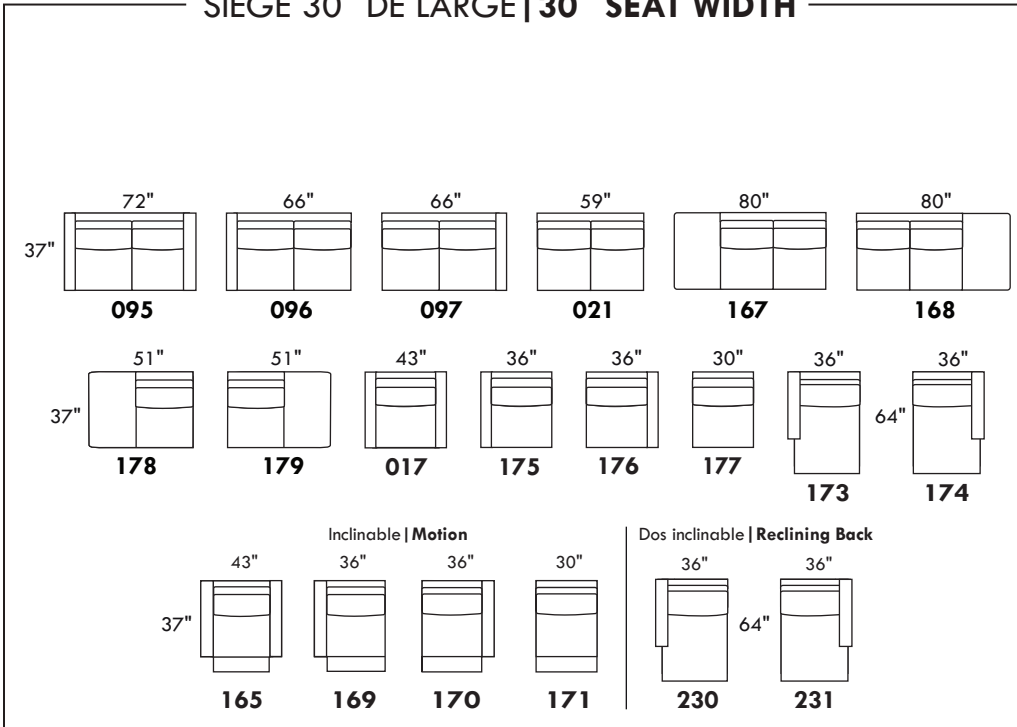 SIÈGE 30" DE LARGE | 30" SEAT WIDTH
72" 66" 66" 59" 80" 80"
37"
095 096 097 021 167 168
51" 51" 43" 36" 36" 30" 36" 36"
37" 64"
178 179 017 175 176 177 173 174
Inclinable | Motion
Dos inclinable | Reclining Back
43" 36" 36" 30" 36" 36"
37" 64"
165 169 170 171 230 231